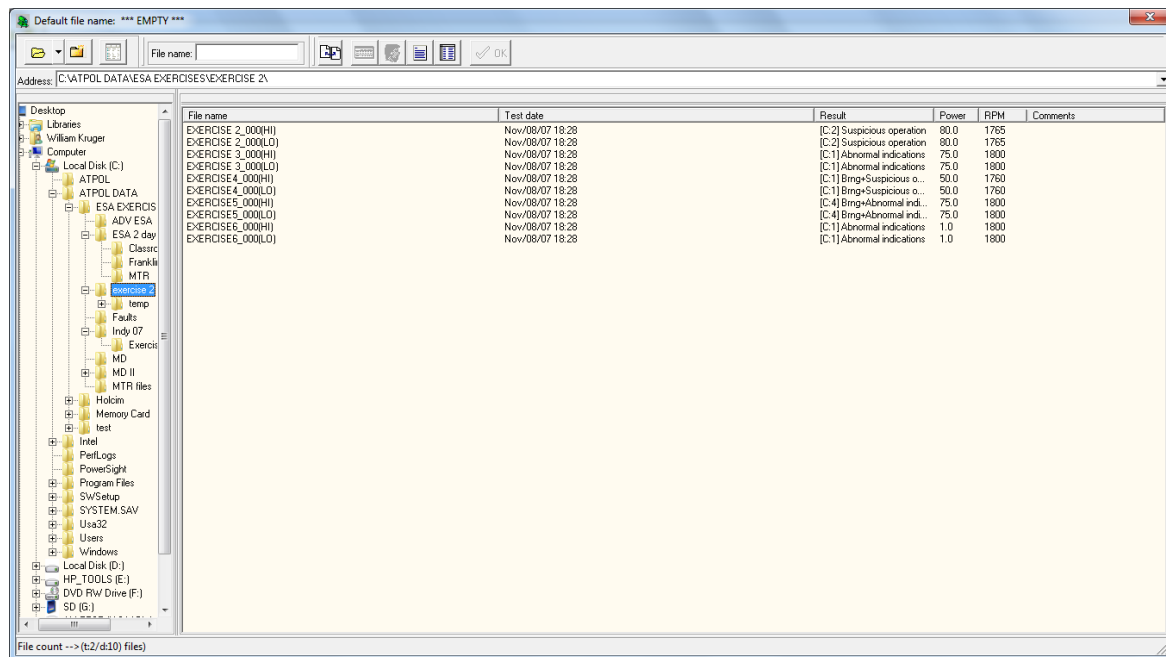 Default file name: *** EMPTY ***
File name:
OK
Address: C:\ATPOL DATA\ESA EXERCISES\EXERCISE 2\
Desktop
Libraries
William Kruger
Computer
Local Disk (C:)
ATPOL
ATPOL DATA
ESA EXERCIS
ADV ESA
ESA 2 day
Classro
Franklin
MTR
exercise 2
temp
Faults
Indy 07
Exercis
MD
MD II
MTR files
Holcim
Memory Card
test
Intel
PerfLogs
PowerSight
Program Files
SWSetup
SYSTEM.SAV
Usa32
Users
Windows
Local Disk (D:)
HP_TOOLS (E:)
DVD RW Drive (F:)
SD (G:)
File name Test date Result Power RPM Comments
EXERCISE 2_000(HI) Nov/08/07 18:28 [C:2] Suspicious operation 80.0 1765
EXERCISE 2_000(LO) Nov/08/07 18:28 [C:2] Suspicious operation 80.0 1765
EXERCISE 3_000(HI) Nov/08/07 18:28 [C:1] Abnormal indications 75.0 1800
EXERCISE 3_000(LO) Nov/08/07 18:28 [C:1] Abnormal indications 75.0 1800
EXERCISE4_000(HI) Nov/08/07 18:28 [C:1] Brng+Suspicious o... 50.0 1760
EXERCISE4_000(LO) Nov/08/07 18:28 [C:1] Brng+Suspicious o... 50.0 1760
EXERCISE5_000(HI) Nov/08/07 18:28 [C:4] Brng+Abnormal indi... 75.0 1800
EXERCISE5_000(LO) Nov/08/07 18:28 [C:4] Brng+Abnormal indi... 75.0 1800
EXERCISE6_000(HI) Nov/08/07 18:28 [C:1] Abnormal indications 1.0 1800
EXERCISE6_000(LO) Nov/08/07 18:28 [C:1] Abnormal indications 1.0 1800
File count -->(t:2/d:10) files)